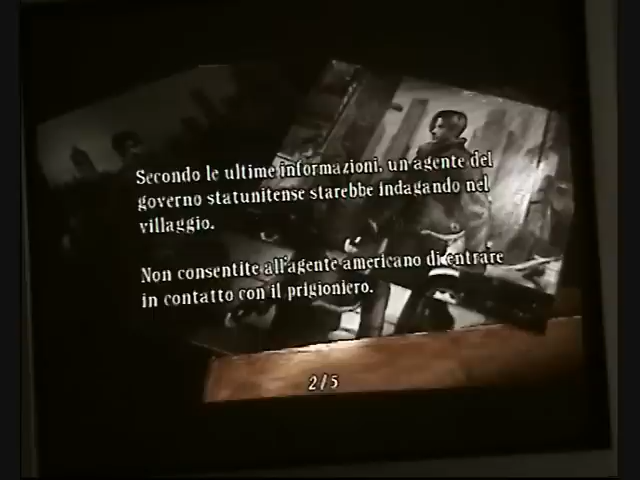 Secondo le ultime informazioni, un'agente del
governo statunitense starebbe indagando nel
villaggio.
Non consentite all'agente americano di entrare
in contatto con il prigioniero.
2/5